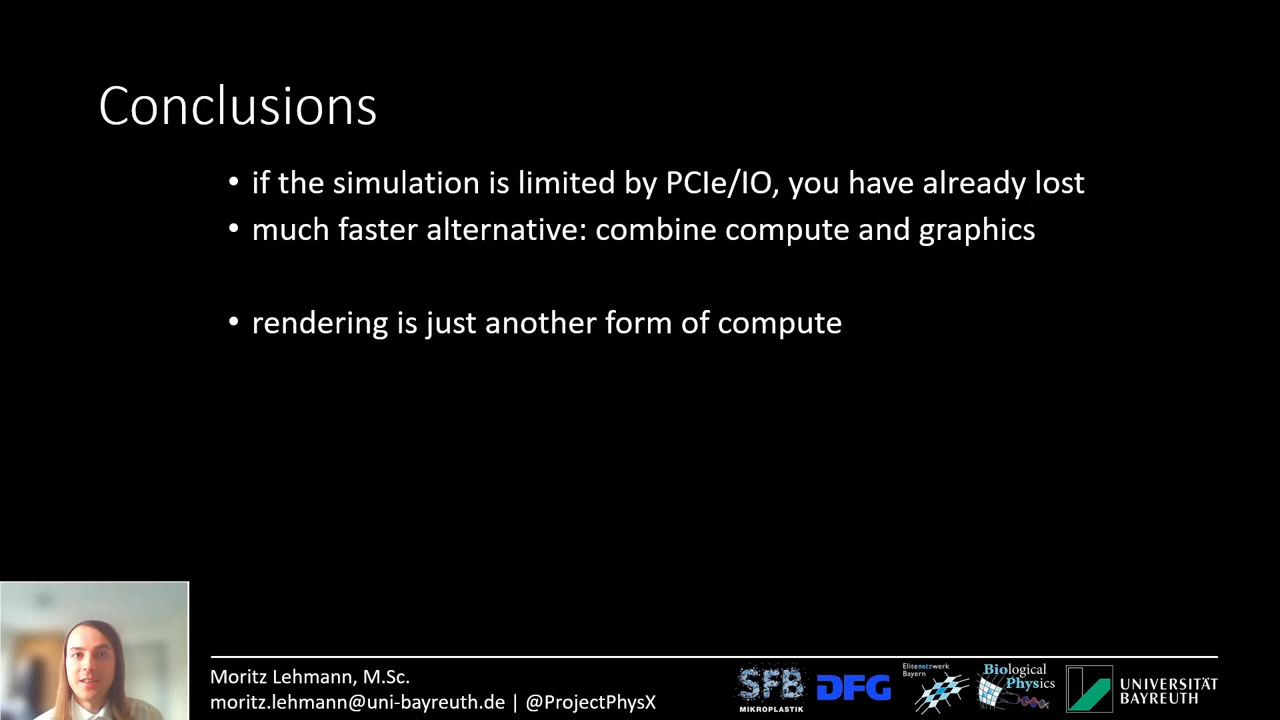 Conclusions
• if the simulation is limited by PCIe/IO, you have already lost
• much faster alternative: combine compute and graphics
• rendering is just another form of compute
Moritz Lehmann, M.Sc.
moritz.lehmann@uni-bayreuth.de | @ProjectPhysX
SFB
MIKROPLASTIK
DFG
Elitenetzwerk
Bayern
Biological
Physics
UNIVERSITÄT
BAYREUTH